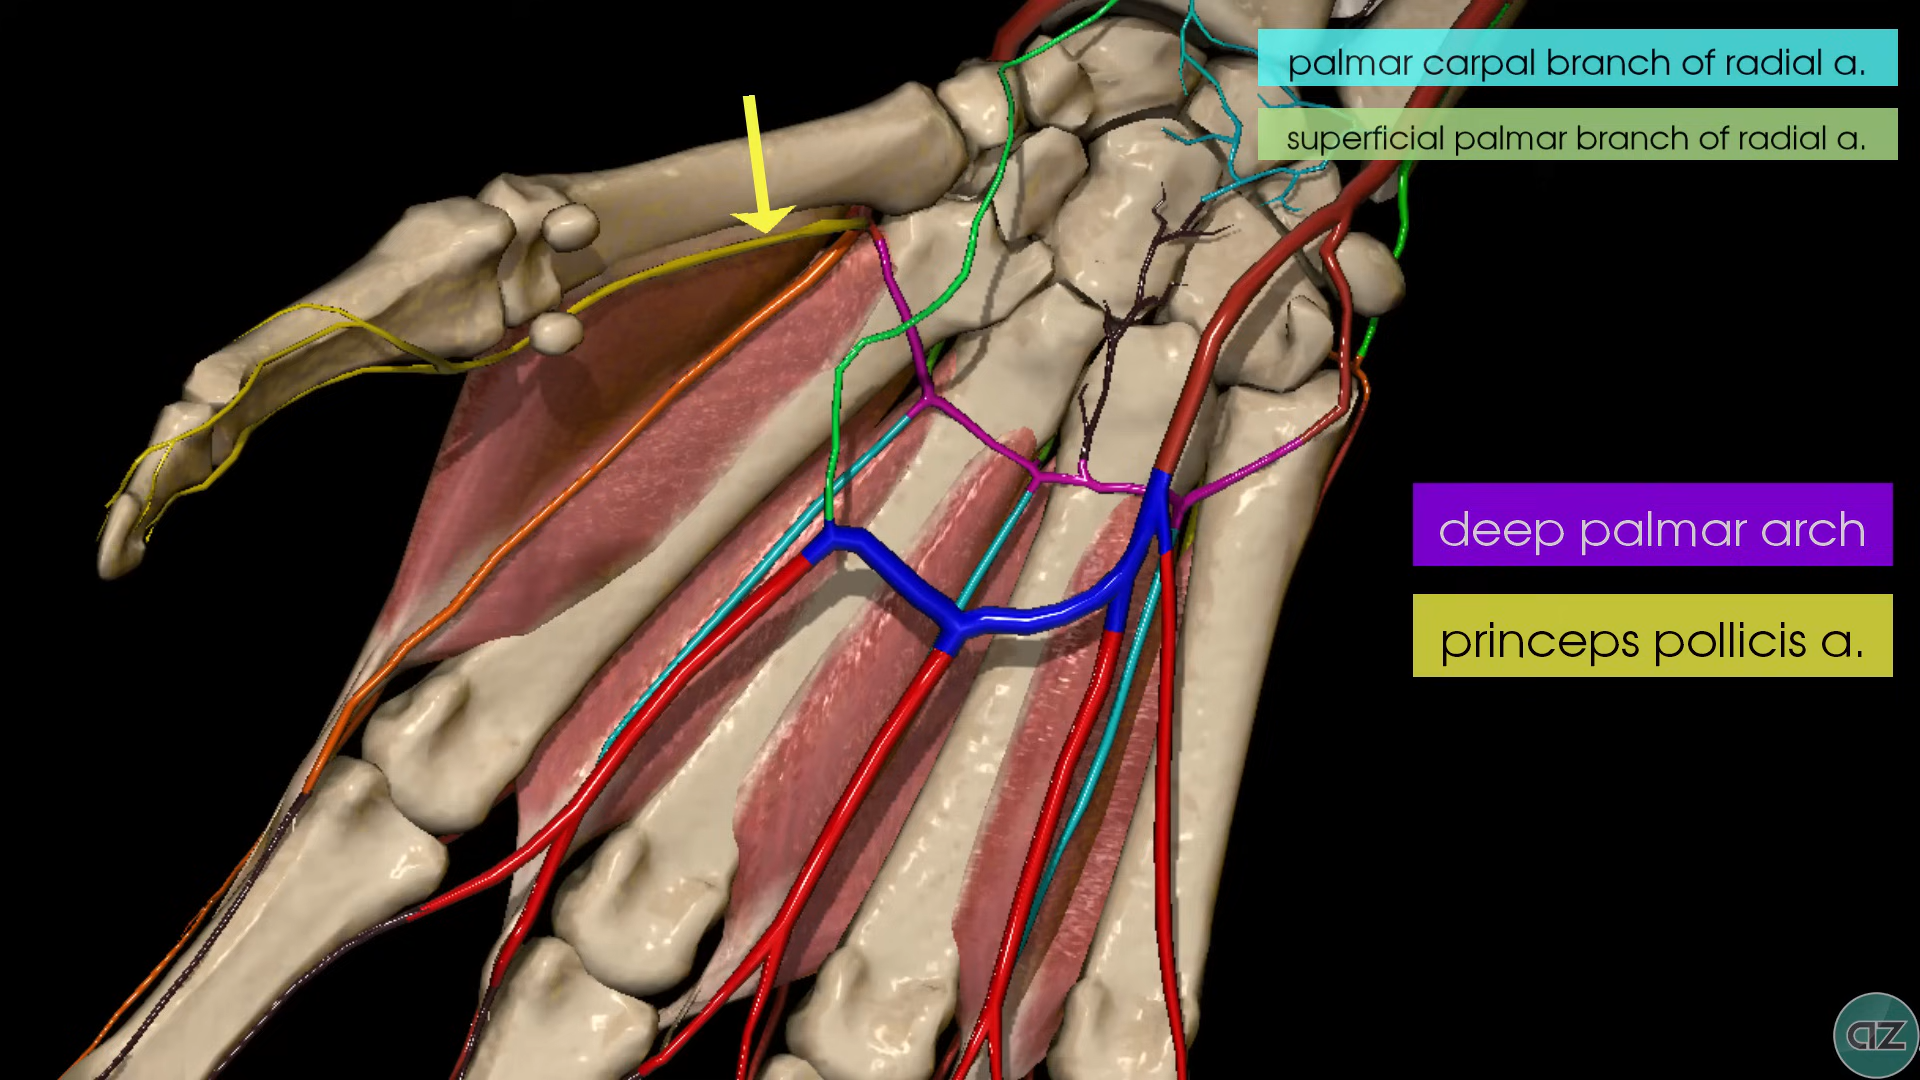 palmar carpal branch of radial a.
superficial palmar branch of radial a.
deep palmar arch
princeps pollicis a.
az